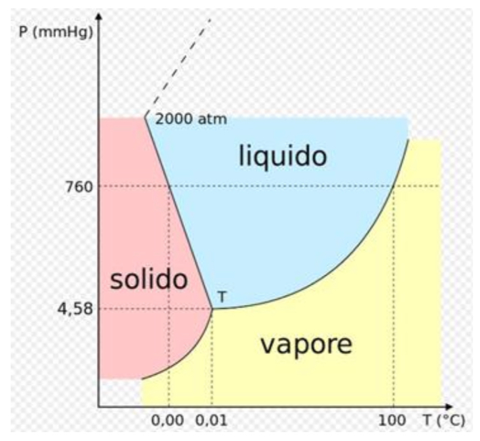 P (mmHg)
2000 atm
liquido
760
solido
T
4,58
vapore
0,00 0,01 100 T (°C)